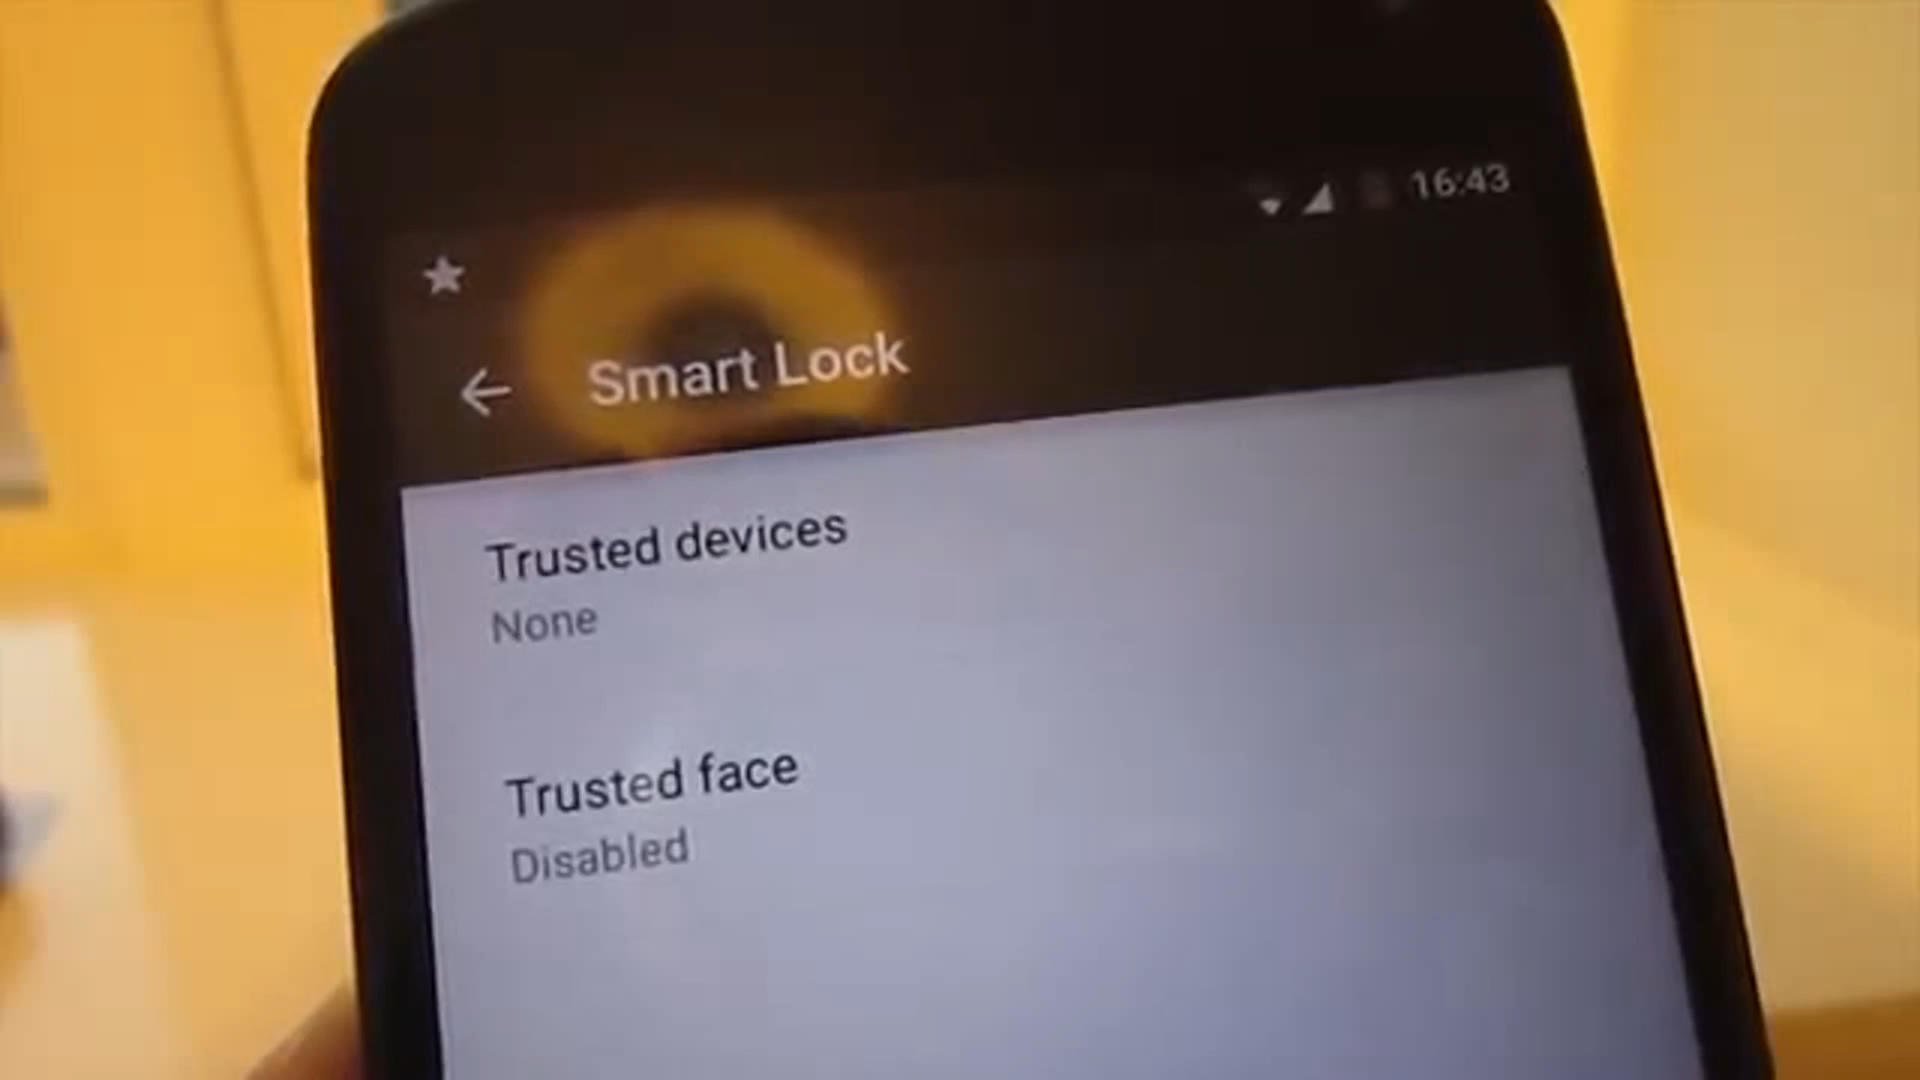 16:43
Smart Lock
Trusted devices
None
Trusted face
Disabled